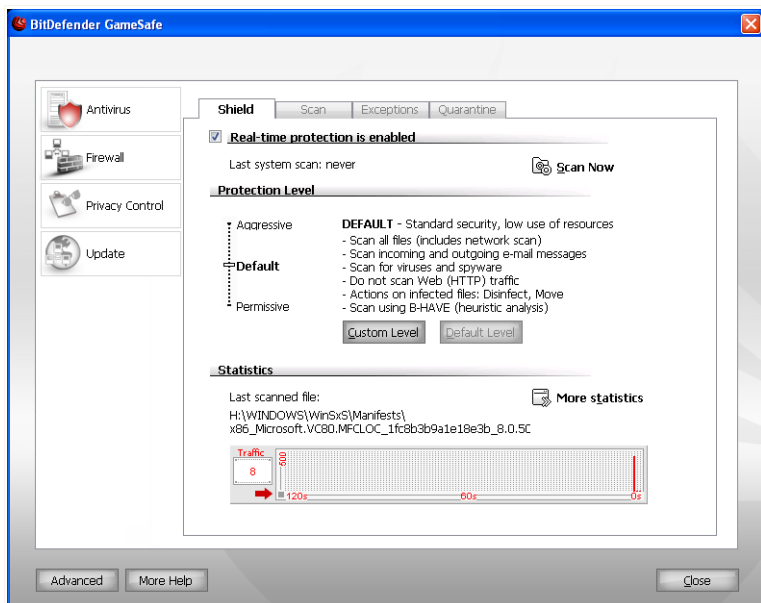 BitDefender GameSafe
Antivirus
Firewall
Privacy Control
Update
Shield Scan Exceptions Quarantine
Real-time protection is enabled
Last system scan: never
Scan Now
Protection Level
Aggressive
Default
Permissive
DEFAULT - Standard security, low use of resources
- Scan all files (includes network scan)
- Scan incoming and outgoing e-mail messages
- Scan for viruses and spyware
- Do not scan Web (HTTP) traffic
- Actions on infected files: Disinfect, Move
- Scan using B-HAVE (heuristic analysis)
Custom Level Default Level
Statistics
Last scanned file:
More statistics
H:\WINDOWS\WinSxS\Manifests\
x86_Microsoft.VC80.MFCLOC_1fc8b3b9a1e18e3b_8.0.50
Traffic
8
500
120s 60s 0s
Advanced More Help Close